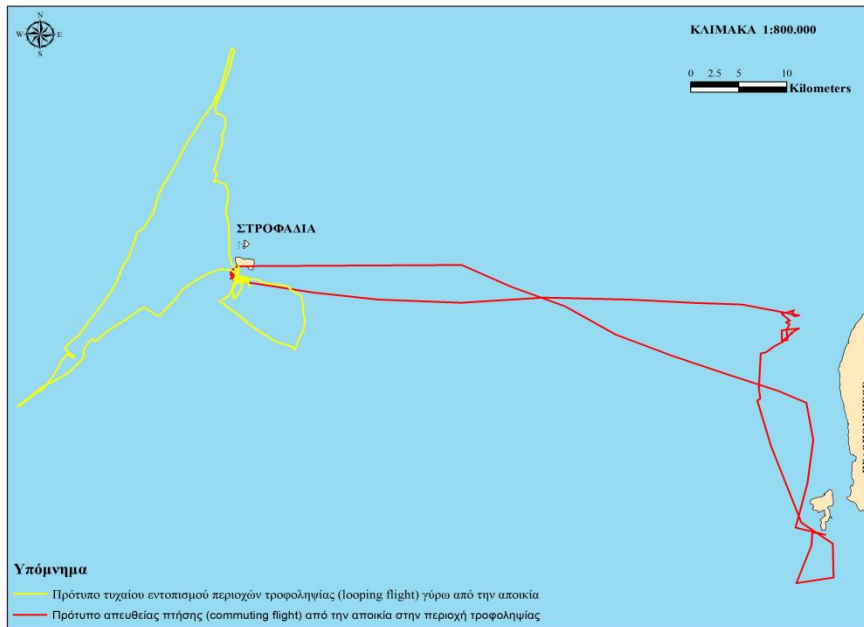 N
W E
S
ΚΛΙΜΑΚΑ 1:800.000
0 2.5 5 10
Kilometers
ΣΤΡΟΦΑΔΙΑ
Υπόμνημα
Πρότυπο τυχαίου εντοπισμού περιοχών τροφοληψίας (looping flight) γύρω από την αποικία
Πρότυπο απευθείας πτήσης (commuting flight) από την αποικία στην περιοχή τροφοληψίας